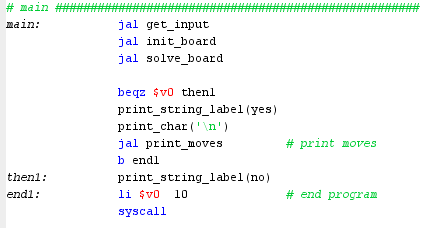 # main ####################################################
main: jal get_input
jal init_board
jal solve_board
beqz $v0 then1
print_string_label(yes)
print_char('\n')
jal print_moves # print moves
b end1
then1: print_string_label(no)
end1: li $v0 10 # end program
syscall